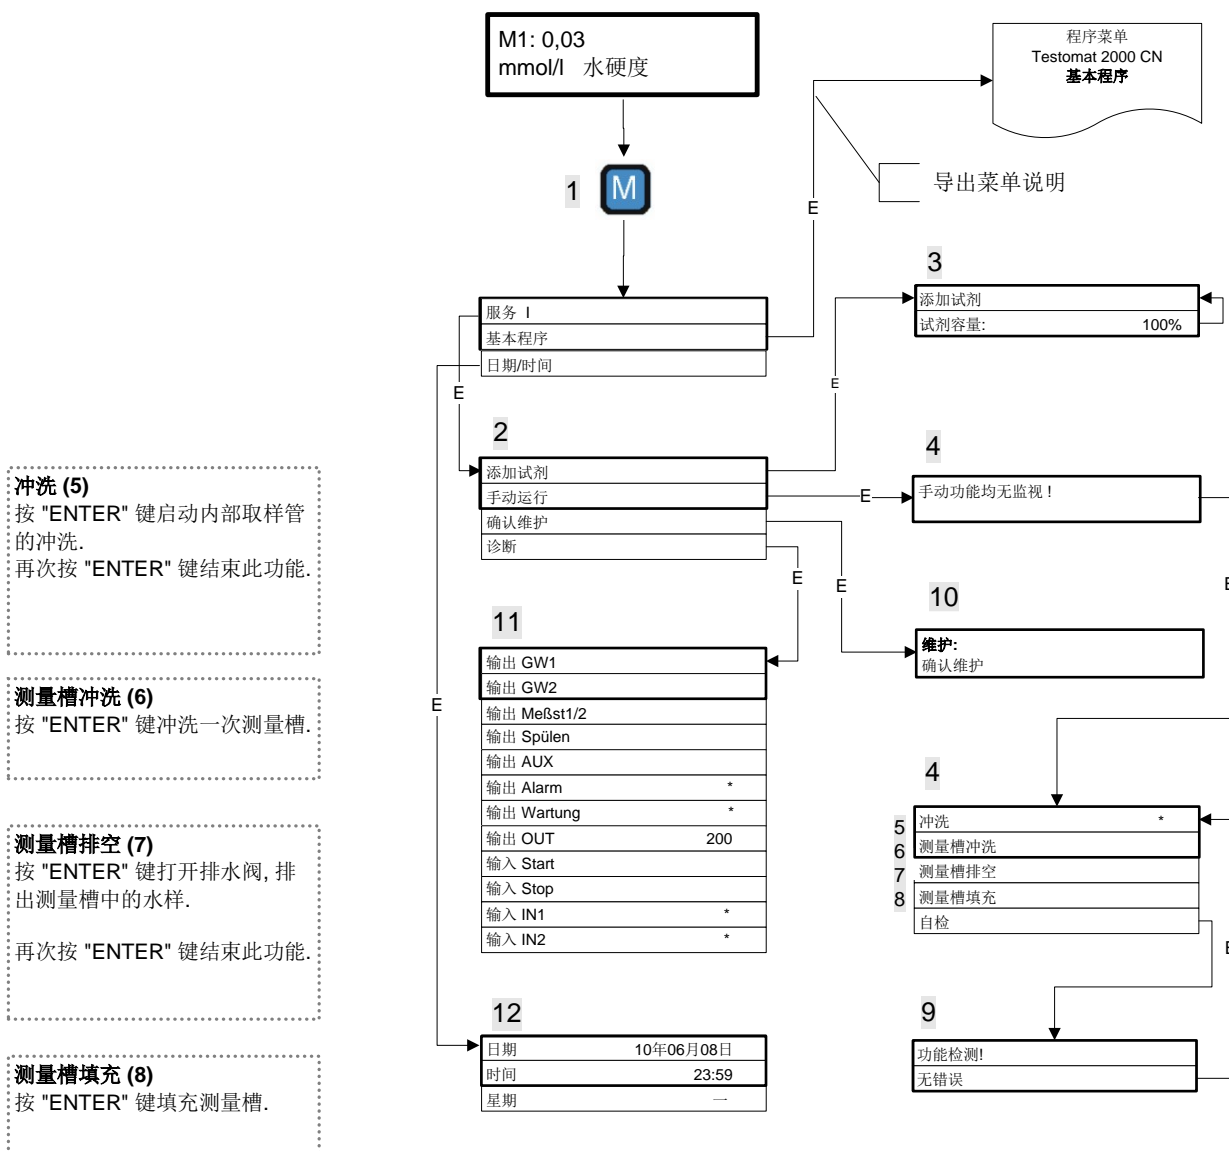 M1: 0,03
mmol/l 水硬度
程序菜单
Testomat 2000 CN
基本程序
导出菜单说明
1
M
E
服务 I
基本程序
日期/时间
E
3
添加试剂
试剂容量: 100%
E
2
添加试剂
手动运行
确认维护
诊断
E
4
手动功能均无监视 !
E
E
E
冲洗 (5)
按 "ENTER" 键启动内部取样管
的冲洗.
再次按 "ENTER" 键结束此功能.
测量槽冲洗 (6)
按 "ENTER" 键冲洗一次测量槽.
测量槽排空 (7)
按 "ENTER" 键打开排水阀, 排
出测量槽中的水样.
再次按 "ENTER" 键结束此功能.
测量槽填充 (8)
按 "ENTER" 键填充测量槽.
10
维护:
确认维护
E
11
输出 GW1
输出 GW2
输出 Meßst1/2
输出 Spülen
输出 AUX
输出 Alarm *
输出 Wartung *
输出 OUT 200
输入 Start
输入 Stop
输入 IN1 *
输入 IN2 *
4
5 冲洗 *
6 测量槽冲洗
7 测量槽排空
8 测量槽填充
自检
12
日期 10年06月08日
时间 23:59
星期 一
9
功能检测!
无错误